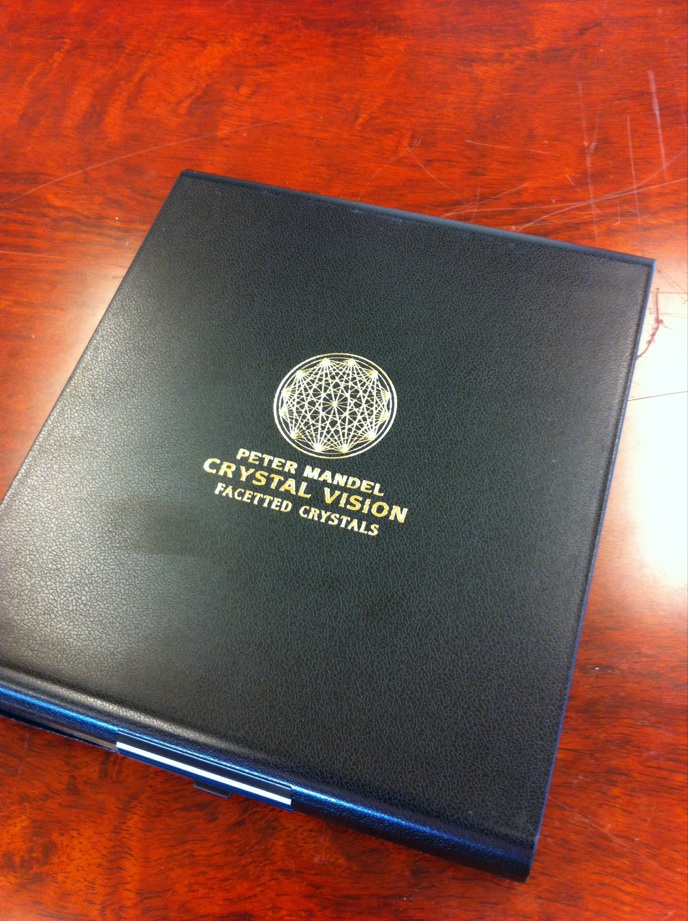 PETER MANDEL
CRYSTAL VISION
FACETTED CRYSTALS